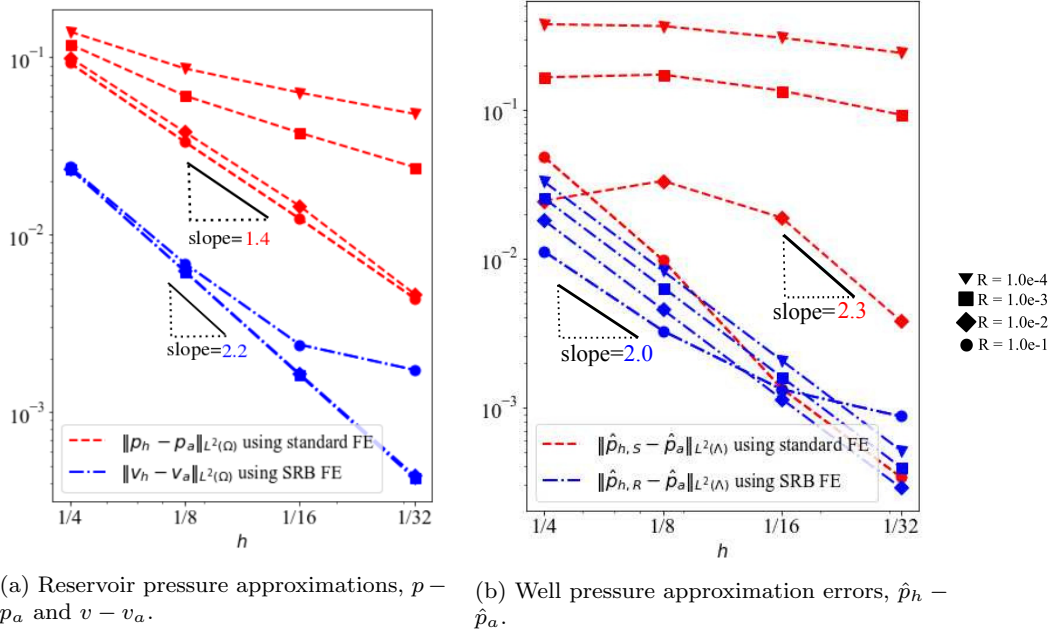 10⁻¹
10⁻²
10⁻³
slope=1.4
slope=2.2
‖p_h − p_a‖_{L²(Ω)} using standard FE
‖v_h − v_a‖_{L²(Ω)} using SRB FE
1/4 1/8 1/16 1/32
h
(a) Reservoir pressure approximations, p −
p_a and v − v_a.
10⁻¹
10⁻²
10⁻³
slope=2.3
slope=2.0
‖p̂_{h,S} − p̂_a‖_{L²(Λ)} using standard FE
‖p̂_{h,R} − p̂_a‖_{L²(Λ)} using SRB FE
1/4 1/8 1/16 1/32
h
(b) Well pressure approximation errors, p̂_h −
p̂_a.
R = 1.0e-4
R = 1.0e-3
R = 1.0e-2
R = 1.0e-1